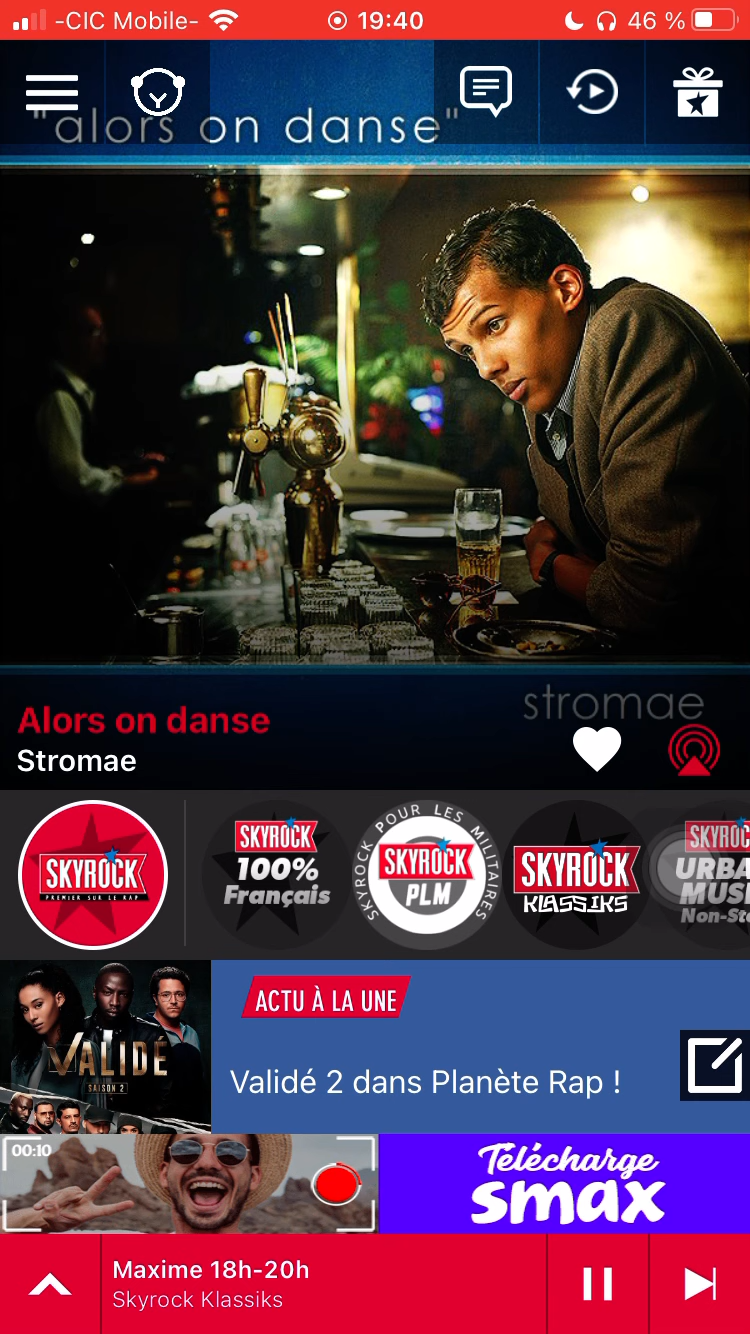 -CIC Mobile-
19:40
46 %
"alors on danse"
stromae
Alors on danse
Stromae
SKYROCK
PREMIER SUR LE RAP
SKYROCK
100%
Français
SKYROCK POUR LES MILITAIRES
SKYROCK
PLM
SKYROCK
KLASSIKS
SKYROC
URBA
MUSI
Non-Sto
VALIDÉ
SAISON 2
ACTU À LA UNE
Validé 2 dans Planète Rap !
00:10
Télécharge
smax
Maxime 18h-20h
Skyrock Klassiks